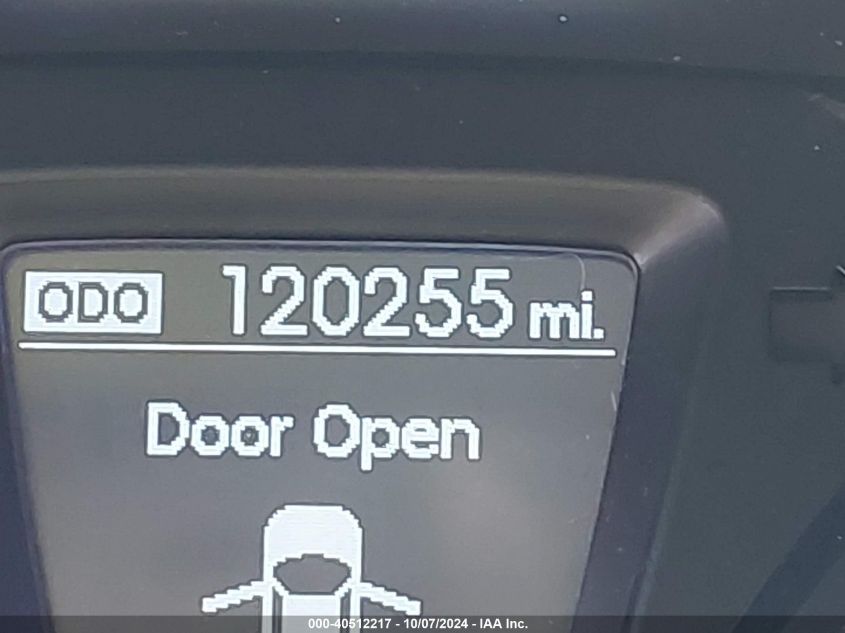 ODO 120255 mi.
Door Open
000-40512217 - 10/07/2024 - IAA Inc.